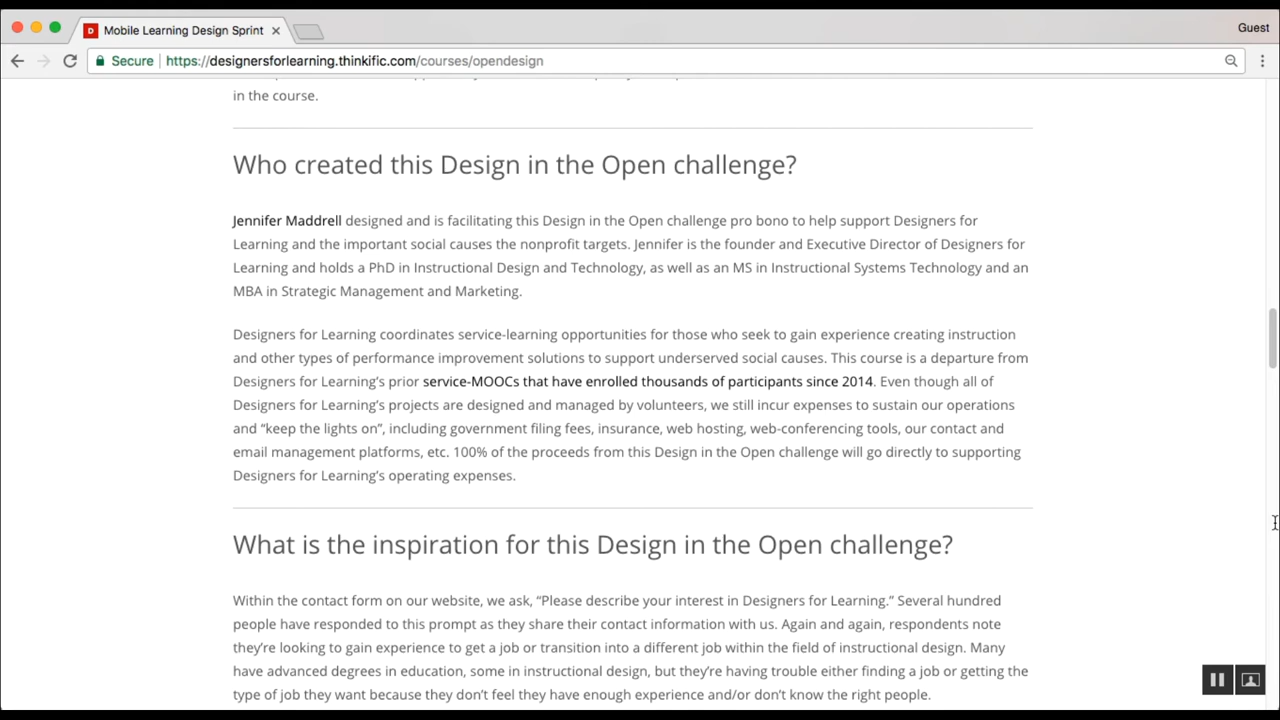 Mobile Learning Design Sprint
Guest
Secure https://designersforlearning.thinkific.com/courses/opendesign
in the course.
Who created this Design in the Open challenge?
Jennifer Maddrell designed and is facilitating this Design in the Open challenge pro bono to help support Designers for
Learning and the important social causes the nonprofit targets. Jennifer is the founder and Executive Director of Designers for
Learning and holds a PhD in Instructional Design and Technology, as well as an MS in Instructional Systems Technology and an
MBA in Strategic Management and Marketing.
Designers for Learning coordinates service-learning opportunities for those who seek to gain experience creating instruction
and other types of performance improvement solutions to support underserved social causes. This course is a departure from
Designers for Learning’s prior service-MOOCs that have enrolled thousands of participants since 2014. Even though all of
Designers for Learning’s projects are designed and managed by volunteers, we still incur expenses to sustain our operations
and “keep the lights on”, including government filing fees, insurance, web hosting, web-conferencing tools, our contact and
email management platforms, etc. 100% of the proceeds from this Design in the Open challenge will go directly to supporting
Designers for Learning’s operating expenses.
What is the inspiration for this Design in the Open challenge?
Within the contact form on our website, we ask, “Please describe your interest in Designers for Learning.” Several hundred
people have responded to this prompt as they share their contact information with us. Again and again, respondents note
they’re looking to gain experience to get a job or transition into a different job within the field of instructional design. Many
have advanced degrees in education, some in instructional design, but they’re having trouble either finding a job or getting the
type of job they want because they don’t feel they have enough experience and/or don’t know the right people.